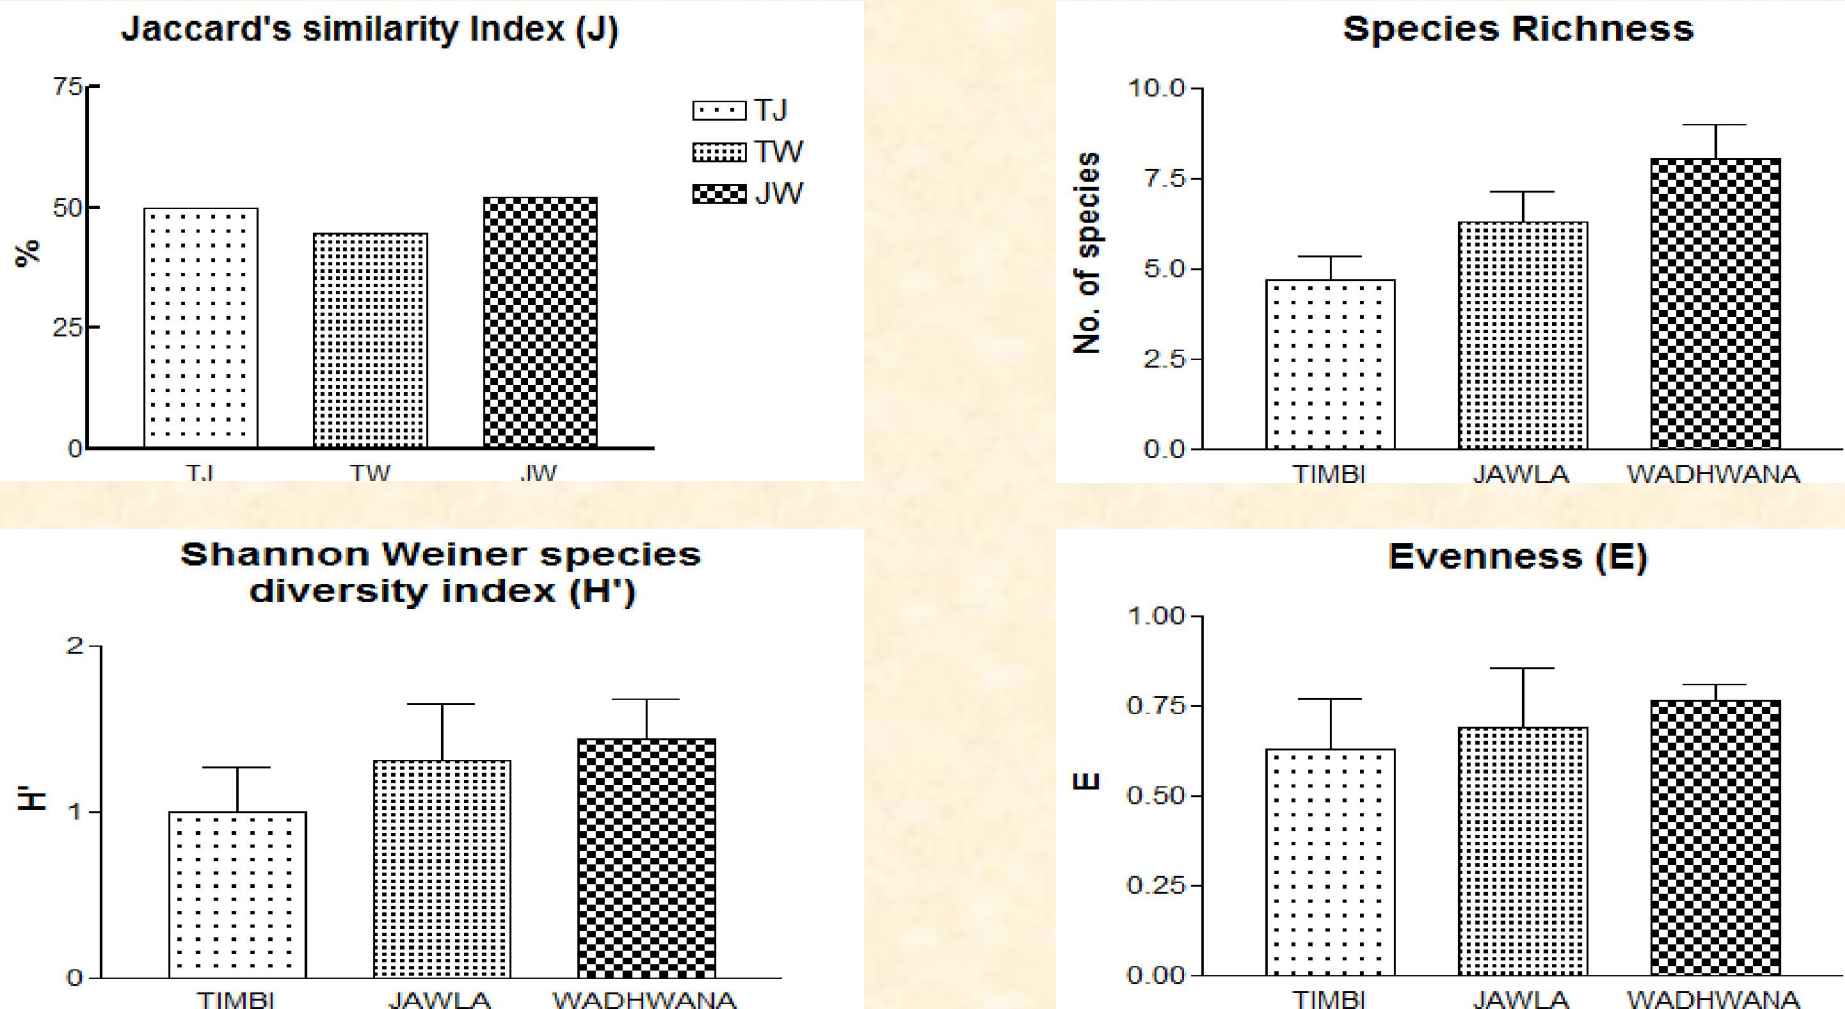 Jaccard's similarity Index (J)
75
50
25
0
%
TJ
TW
JW
TJ TW JW
Species Richness
10.0
7.5
5.0
2.5
0.0
No. of species
TIMBI JAWLA WADHWANA
Shannon Weiner species
diversity index (H')
2
1
0
H'
TIMBI JAWLA WADHWANA
Evenness (E)
1.00
0.75
0.50
0.25
0.00
E
TIMBI JAWLA WADHWANA